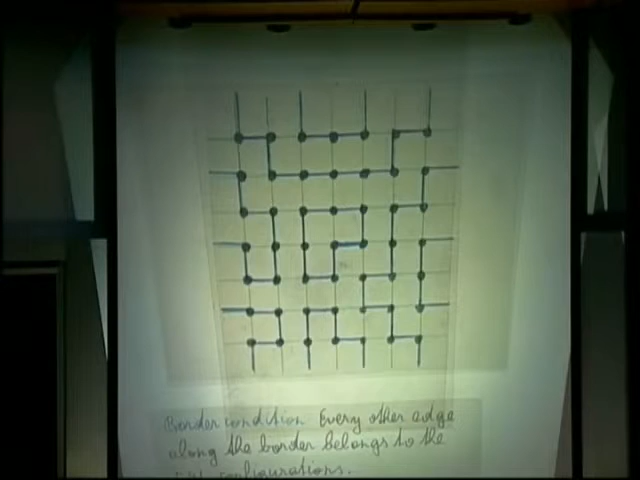 Border condition Every other edge
along the border belongs to the
configurations.